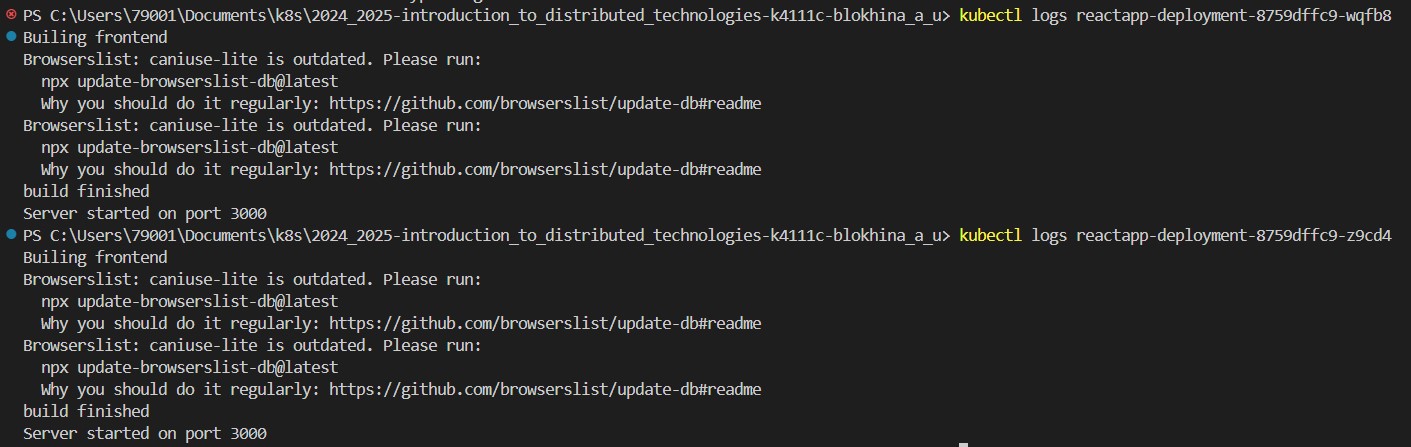 PS C:\Users\79001\Documents\k8s\2024_2025-introduction_to_distributed_technologies-k4111c-blokhina_a_u> kubectl logs reactapp-deployment-8759dffc9-wqfb8
Builing frontend
Browserslist: caniuse-lite is outdated. Please run:
  npx update-browserslist-db@latest
  Why you should do it regularly: https://github.com/browserslist/update-db#readme
Browserslist: caniuse-lite is outdated. Please run:
  npx update-browserslist-db@latest
  Why you should do it regularly: https://github.com/browserslist/update-db#readme
build finished
Server started on port 3000
PS C:\Users\79001\Documents\k8s\2024_2025-introduction_to_distributed_technologies-k4111c-blokhina_a_u> kubectl logs reactapp-deployment-8759dffc9-z9cd4
Builing frontend
Browserslist: caniuse-lite is outdated. Please run:
  npx update-browserslist-db@latest
  Why you should do it regularly: https://github.com/browserslist/update-db#readme
Browserslist: caniuse-lite is outdated. Please run:
  npx update-browserslist-db@latest
  Why you should do it regularly: https://github.com/browserslist/update-db#readme
build finished
Server started on port 3000